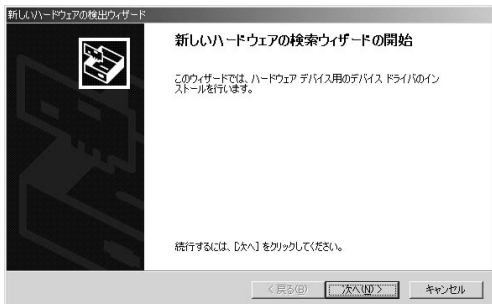 新しいハードウェアの検出ウィザード
新しいハードウェアの検索ウィザードの開始
このウィザードでは、ハードウェア デバイス用のデバイス ドライバのイン
ストールを行います。
続行するには、[次へ] をクリックしてください。
< 戻る(B) 次へ(N) > キャンセル